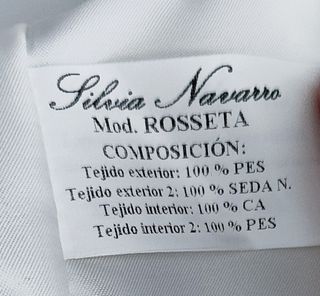 Silvia Navarro
Mod. ROSSETA
COMPOSICIÓN:
Tejido exterior: 100 % PES
Tejido exterior 2: 100 % SEDA N.
Tejido interior: 100 % CA
Tejido interior 2: 100 % PES